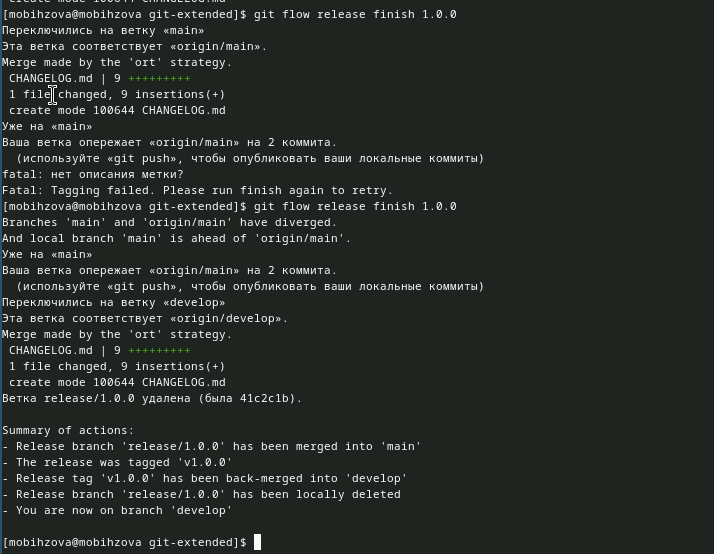 [mobihzova@mobihzova git-extended]$ git flow release finish 1.0.0
Переключились на ветку «main»
Эта ветка соответствует «origin/main».
Merge made by the 'ort' strategy.
 CHANGELOG.md | 9 +++++++++
 1 file changed, 9 insertions(+)
 create mode 100644 CHANGELOG.md
Уже на «main»
Ваша ветка опережает «origin/main» на 2 коммита.
  (используйте «git push», чтобы опубликовать ваши локальные коммиты)
fatal: нет описания метки?
Fatal: Tagging failed. Please run finish again to retry.
[mobihzova@mobihzova git-extended]$ git flow release finish 1.0.0
Branches 'main' and 'origin/main' have diverged.
And local branch 'main' is ahead of 'origin/main'.
Уже на «main»
Ваша ветка опережает «origin/main» на 2 коммита.
  (используйте «git push», чтобы опубликовать ваши локальные коммиты)
Переключились на ветку «develop»
Эта ветка соответствует «origin/develop».
Merge made by the 'ort' strategy.
 CHANGELOG.md | 9 +++++++++
 1 file changed, 9 insertions(+)
 create mode 100644 CHANGELOG.md
Ветка release/1.0.0 удалена (была 41c2c1b).

Summary of actions:
- Release branch 'release/1.0.0' has been merged into 'main'
- The release was tagged 'v1.0.0'
- Release tag 'v1.0.0' has been back-merged into 'develop'
- Release branch 'release/1.0.0' has been locally deleted
- You are now on branch 'develop'

[mobihzova@mobihzova git-extended]$